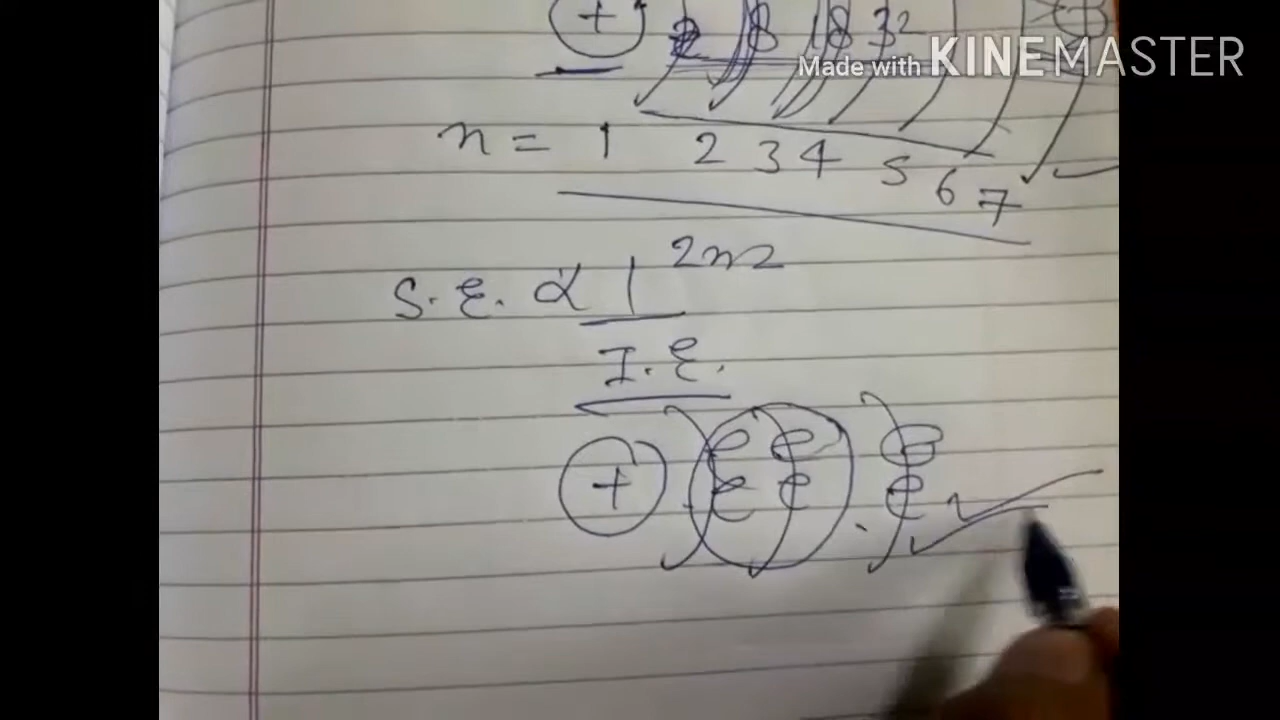 + 2 8 18 32
Made with KINEMASTER
n = 1 2 3 4 5 6 7
2n2
S.E. α 1
I.E.
+ e e e
e e e